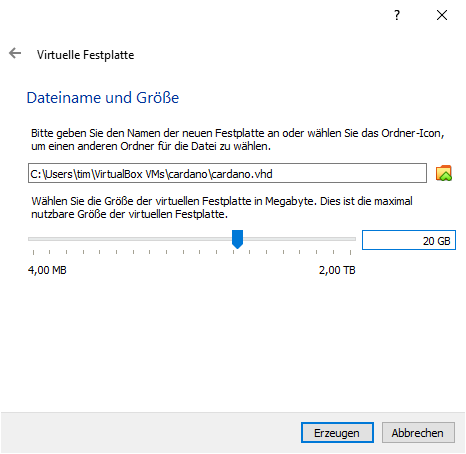 ?
Virtuelle Festplatte
Dateiname und Größe
Bitte geben Sie den Namen der neuen Festplatte an oder wählen Sie das Ordner-Icon,
um einen anderen Ordner für die Datei zu wählen.
C:\Users\tim\VirtualBox VMs\cardano\cardano.vhd
Wählen Sie die Größe der virtuellen Festplatte in Megabyte. Dies ist die maximal
nutzbare Größe der virtuellen Festplatte.
20 GB
4,00 MB 2,00 TB
Erzeugen Abbrechen